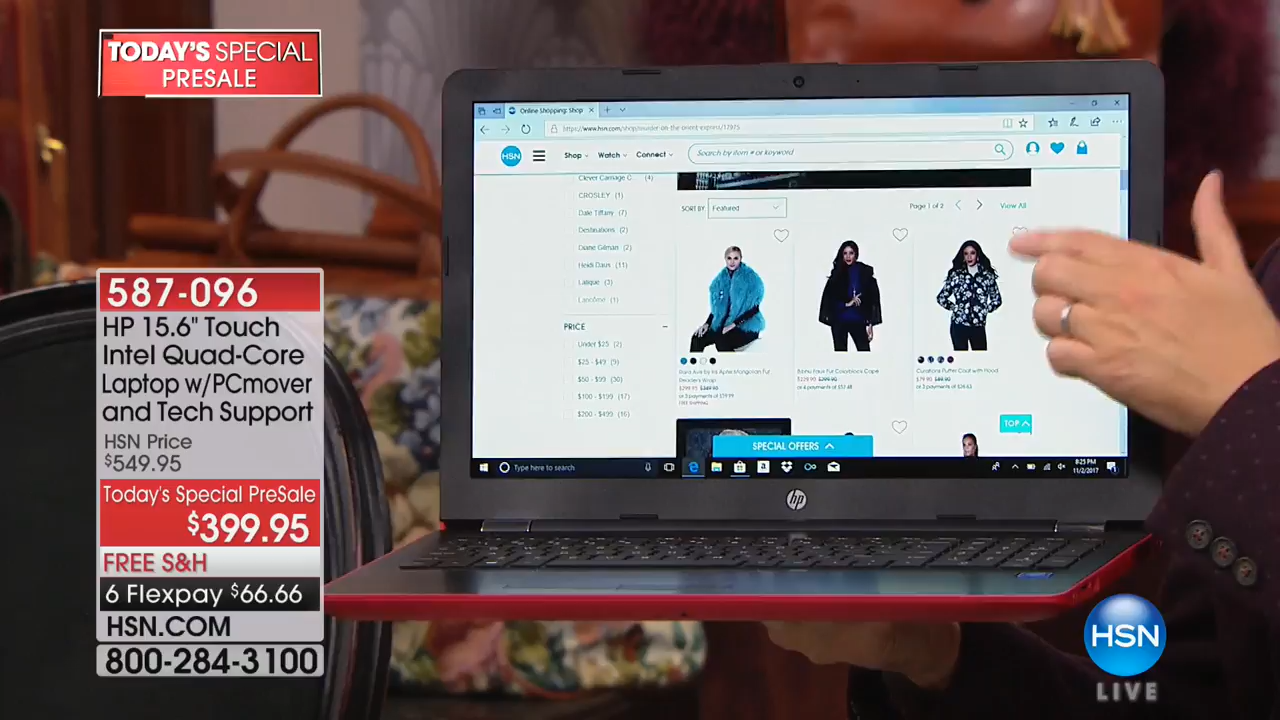 TODAY'S SPECIAL
PRESALE
587-096
HP 15.6" Touch
Intel Quad-Core
Laptop w/PCmover
and Tech Support
HSN Price
$549.95
Today's Special PreSale
$399.95
FREE S&H
6 Flexpay $66.66
HSN.COM
800-284-3100
Online Shopping: Shop
HSN
Shop
Watch
Connect
Search by item # or keyword
Clever Carriage C. (4)
CROSLEY (1)
Dale Tiffany (7)
Destinations (2)
Diane Gilman (2)
Heidi Daus (11)
Lancôme (1)
PRICE
Under $25 (2)
$25 - $49 (9)
$50 - $99 (30)
$100 - $199 (17)
$200 - $499 (16)
SORT BY
Featured
Page 1 of 2
View All
TOP
SPECIAL OFFERS
Type here to search
8:25 PM
11/2/2017
hp
HSN
LIVE